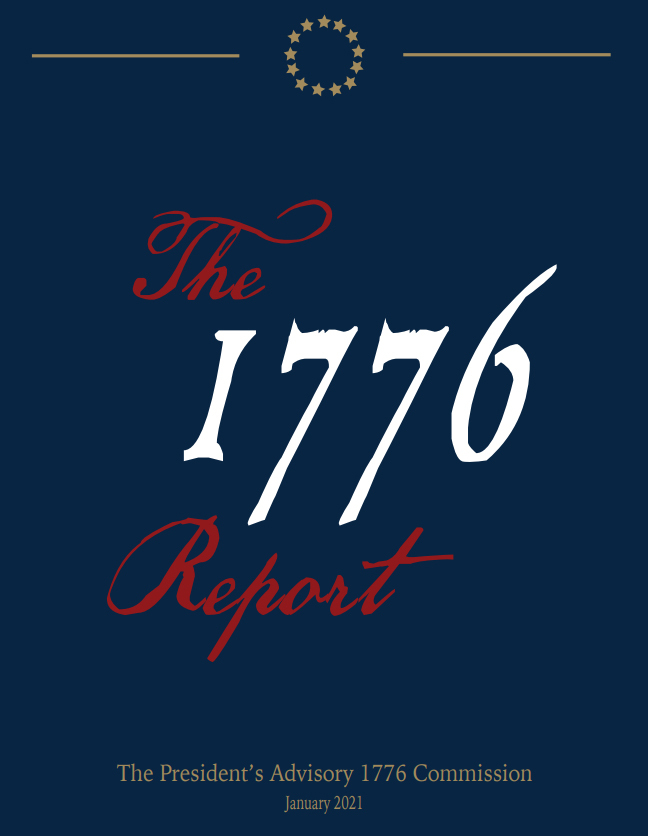 The
1776
Report
The President’s Advisory 1776 Commission
January 2021